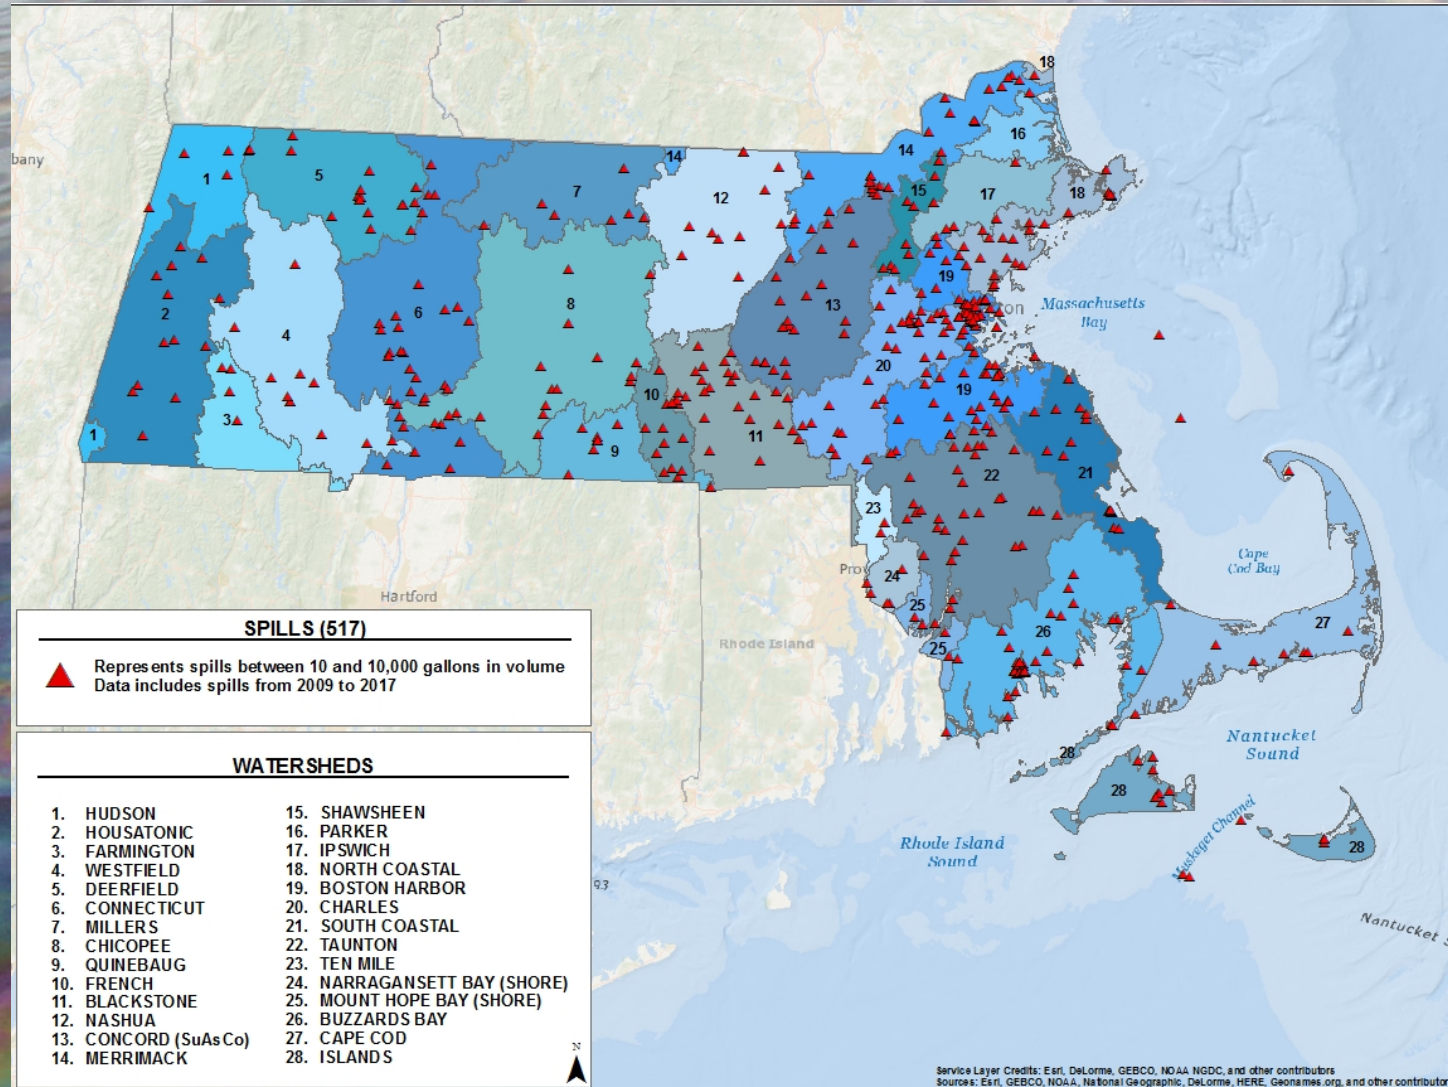 18
16
14
14
bany
1
5
7
12
15
17
18
19
Massachusetts
Bay
2
8
13
6
4
20
19
10
3
1
11
9
22
21
23
Cape
Cod Bay
24
25
Hartford
27
26
25
Rhode Island
Nantucket
Sound
28
28
Muskeget Channel
Rhode Island
Sound
28
Nantucket
SPILLS (517)
Represents spills between 10 and 10,000 gallons in volume
Data includes spills from 2009 to 2017
WATERSHEDS
1. HUDSON
2. HOUSATONIC
3. FARMINGTON
4. WESTFIELD
5. DEERFIELD
6. CONNECTICUT
7. MILLERS
8. CHICOPEE
9. QUINEBAUG
10. FRENCH
11. BLACKSTONE
12. NASHUA
13. CONCORD (SuAsCo)
14. MERRIMACK
15. SHAWSHEEN
16. PARKER
17. IPSWICH
18. NORTH COASTAL
19. BOSTON HARBOR
20. CHARLES
21. SOUTH COASTAL
22. TAUNTON
23. TEN MILE
24. NARRAGANSETT BAY (SHORE)
25. MOUNT HOPE BAY (SHORE)
26. BUZZARDS BAY
27. CAPE COD
28. ISLANDS
N
Service Layer Credits: Esri, DeLorme, GEBCO, NOAA NGDC, and other contributors
Sources: Esri, GEBCO, NOAA, National Geographic, DeLorme, HERE, Geonames.org, and other contributor